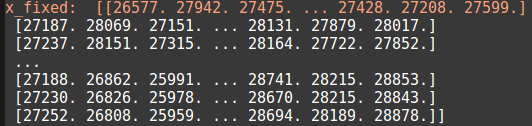 x_fixed:  [[26577. 27942. 27475. ... 27428. 27208. 27599.]
[27187. 28069. 27151. ... 28131. 27879. 28017.]
[27237. 28151. 27315. ... 28164. 27722. 27852.]
...
[27188. 26862. 25991. ... 28741. 28215. 28853.]
[27230. 26826. 25978. ... 28670. 28215. 28843.]
[27252. 26808. 25959. ... 28694. 28189. 28878.]]